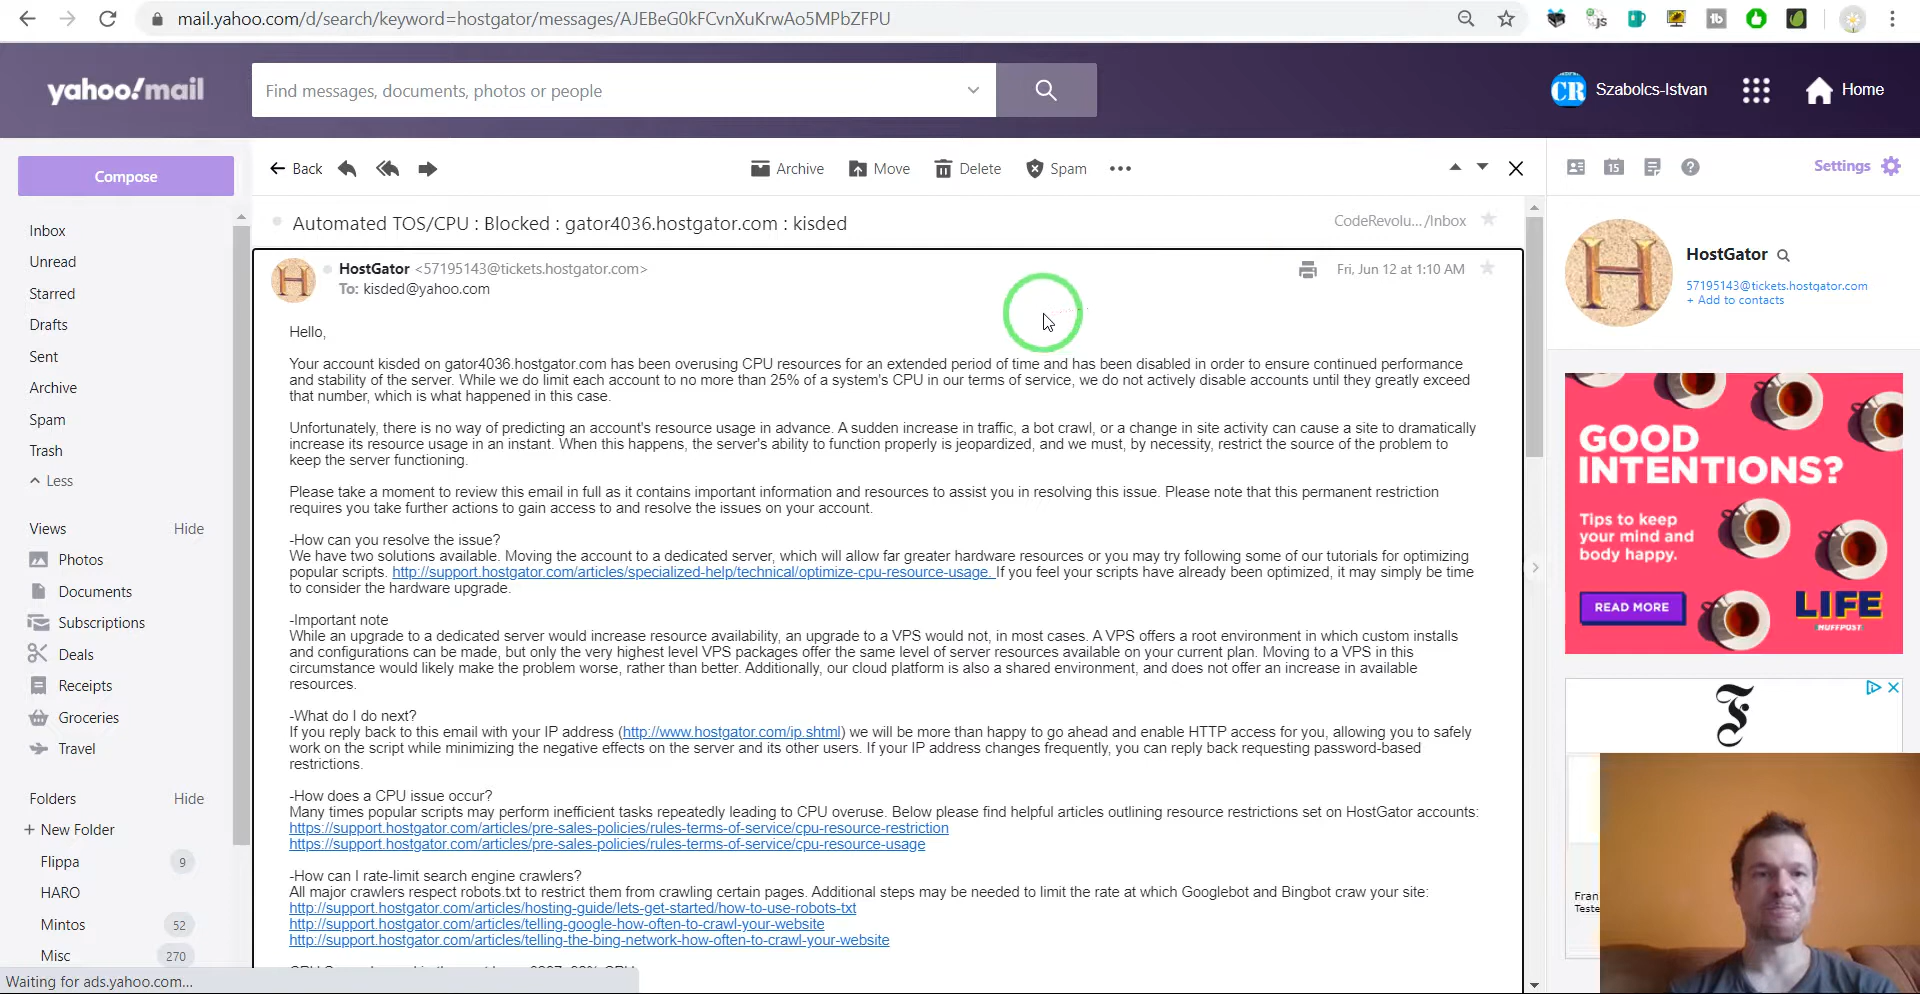 mail.yahoo.com/d/search/keyword=hostgator/messages/AJEBeG0kFCvnXuKrwAo5MPbZFPU
yahoo!mail
Find messages, documents, photos or people
CR
Szabolcs-Istvan
Home
Compose
Back
Archive
Move
Delete
Spam
15
Settings
Inbox
Unread
Starred
Drafts
Sent
Archive
Spam
Trash
Less
Views
Hide
Photos
Documents
Subscriptions
Deals
Receipts
Groceries
Travel
Folders
Hide
New Folder
Flippa
9
HARO
Mintos
52
Misc
270
Waiting for ads.yahoo.com...
Automated TOS/CPU : Blocked : gator4036.hostgator.com : kisded
CodeRevolu.../Inbox
H
HostGator <57195143@tickets.hostgator.com>
Fri, Jun 12 at 1:10 AM
To: kisded@yahoo.com
Hello,
Your account kisded on gator4036.hostgator.com has been overusing CPU resources for an extended period of time and has been disabled in order to ensure continued performance
and stability of the server. While we do limit each account to no more than 25% of a system's CPU in our terms of service, we do not actively disable accounts until they greatly exceed
that number, which is what happened in this case.
Unfortunately, there is no way of predicting an account's resource usage in advance. A sudden increase in traffic, a bot crawl, or a change in site activity can cause a site to dramatically
increase its resource usage in an instant. When this happens, the server's ability to function properly is jeopardized, and we must, by necessity, restrict the source of the problem to
keep the server functioning.
Please take a moment to review this email in full as it contains important information and resources to assist you in resolving this issue. Please note that this permanent restriction
requires you take further actions to gain access to and resolve the issues on your account.
-How can you resolve the issue?
We have two solutions available. Moving the account to a dedicated server, which will allow far greater hardware resources or you may try following some of our tutorials for optimizing
popular scripts. http://support.hostgator.com/articles/specialized-help/technical/optimize-cpu-resource-usage. If you feel your scripts have already been optimized, it may simply be time
to consider the hardware upgrade.
-Important note
While an upgrade to a dedicated server would increase resource availability, an upgrade to a VPS would not, in most cases. A VPS offers a root environment in which custom installs
and configurations can be made, but only the very highest level VPS packages offer the same level of server resources available on your current plan. Moving to a VPS in this
circumstance would likely make the problem worse, rather than better. Additionally, our cloud platform is also a shared environment, and does not offer an increase in available
resources.
-What do I do next?
If you reply back to this email with your IP address (http://www.hostgator.com/ip.shtml) we will be more than happy to go ahead and enable HTTP access for you, allowing you to safely
work on the script while minimizing the negative effects on the server and its other users. If your IP address changes frequently, you can reply back requesting password-based
restrictions.
-How does a CPU issue occur?
Many times popular scripts may perform inefficient tasks repeatedly leading to CPU overuse. Below please find helpful articles outlining resource restrictions set on HostGator accounts:
https://support.hostgator.com/articles/pre-sales-policies/rules-terms-of-service/cpu-resource-restriction
https://support.hostgator.com/articles/pre-sales-policies/rules-terms-of-service/cpu-resource-usage
-How can I rate-limit search engine crawlers?
All major crawlers respect robots.txt to restrict them from crawling certain pages. Additional steps may be needed to limit the rate at which Googlebot and Bingbot craw your site:
http://support.hostgator.com/articles/hosting-guide/lets-get-started/how-to-use-robots-txt
http://support.hostgator.com/articles/telling-google-how-often-to-crawl-your-website
http://support.hostgator.com/articles/telling-the-bing-network-how-often-to-crawl-your-website
H
HostGator
57195143@tickets.hostgator.com
+ Add to contacts
GOOD
INTENTIONS?
Tips to keep
your mind and
body happy.
READ MORE
LIFE
HUFFPOST
Fran
Teste